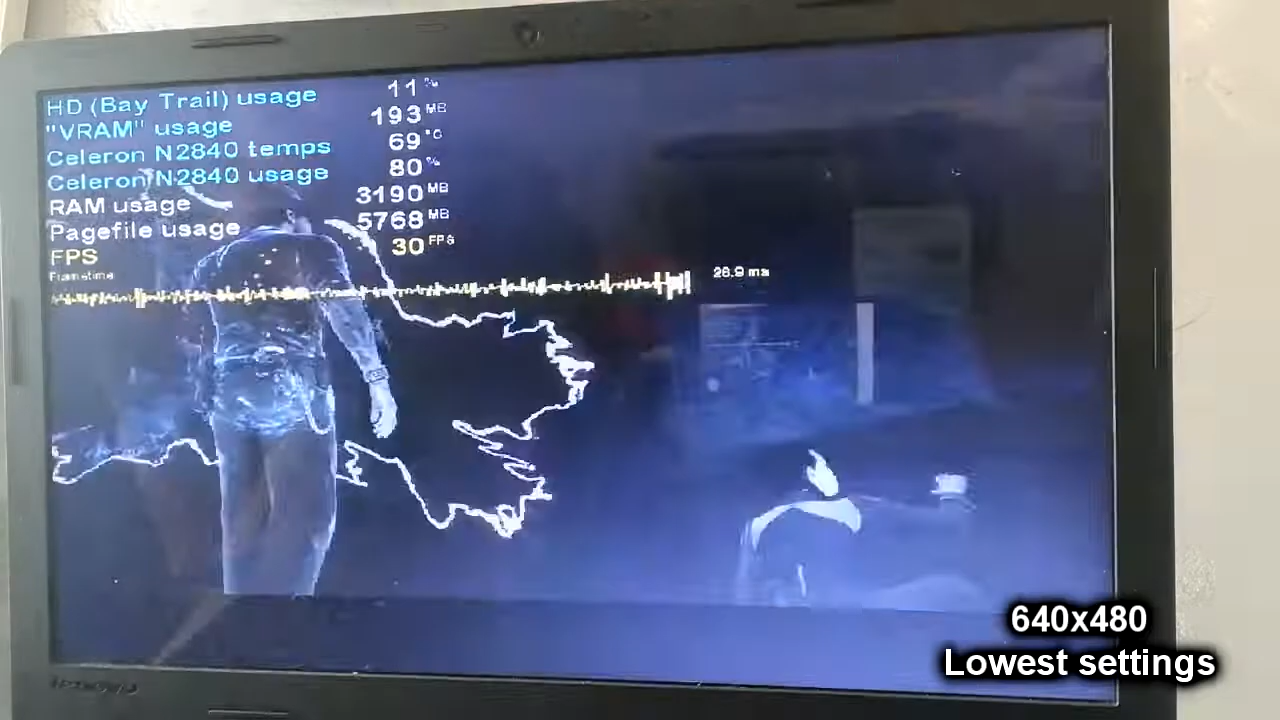 HD (Bay Trail) usage 11 %
"VRAM" usage 193 MB
Celeron N2840 temps 69 °C
Celeron N2840 usage 80 %
RAM usage 3190 MB
Pagefile usage 5768 MB
FPS 30 FPS
Frametime 26.9 ms
640x480
Lowest settings